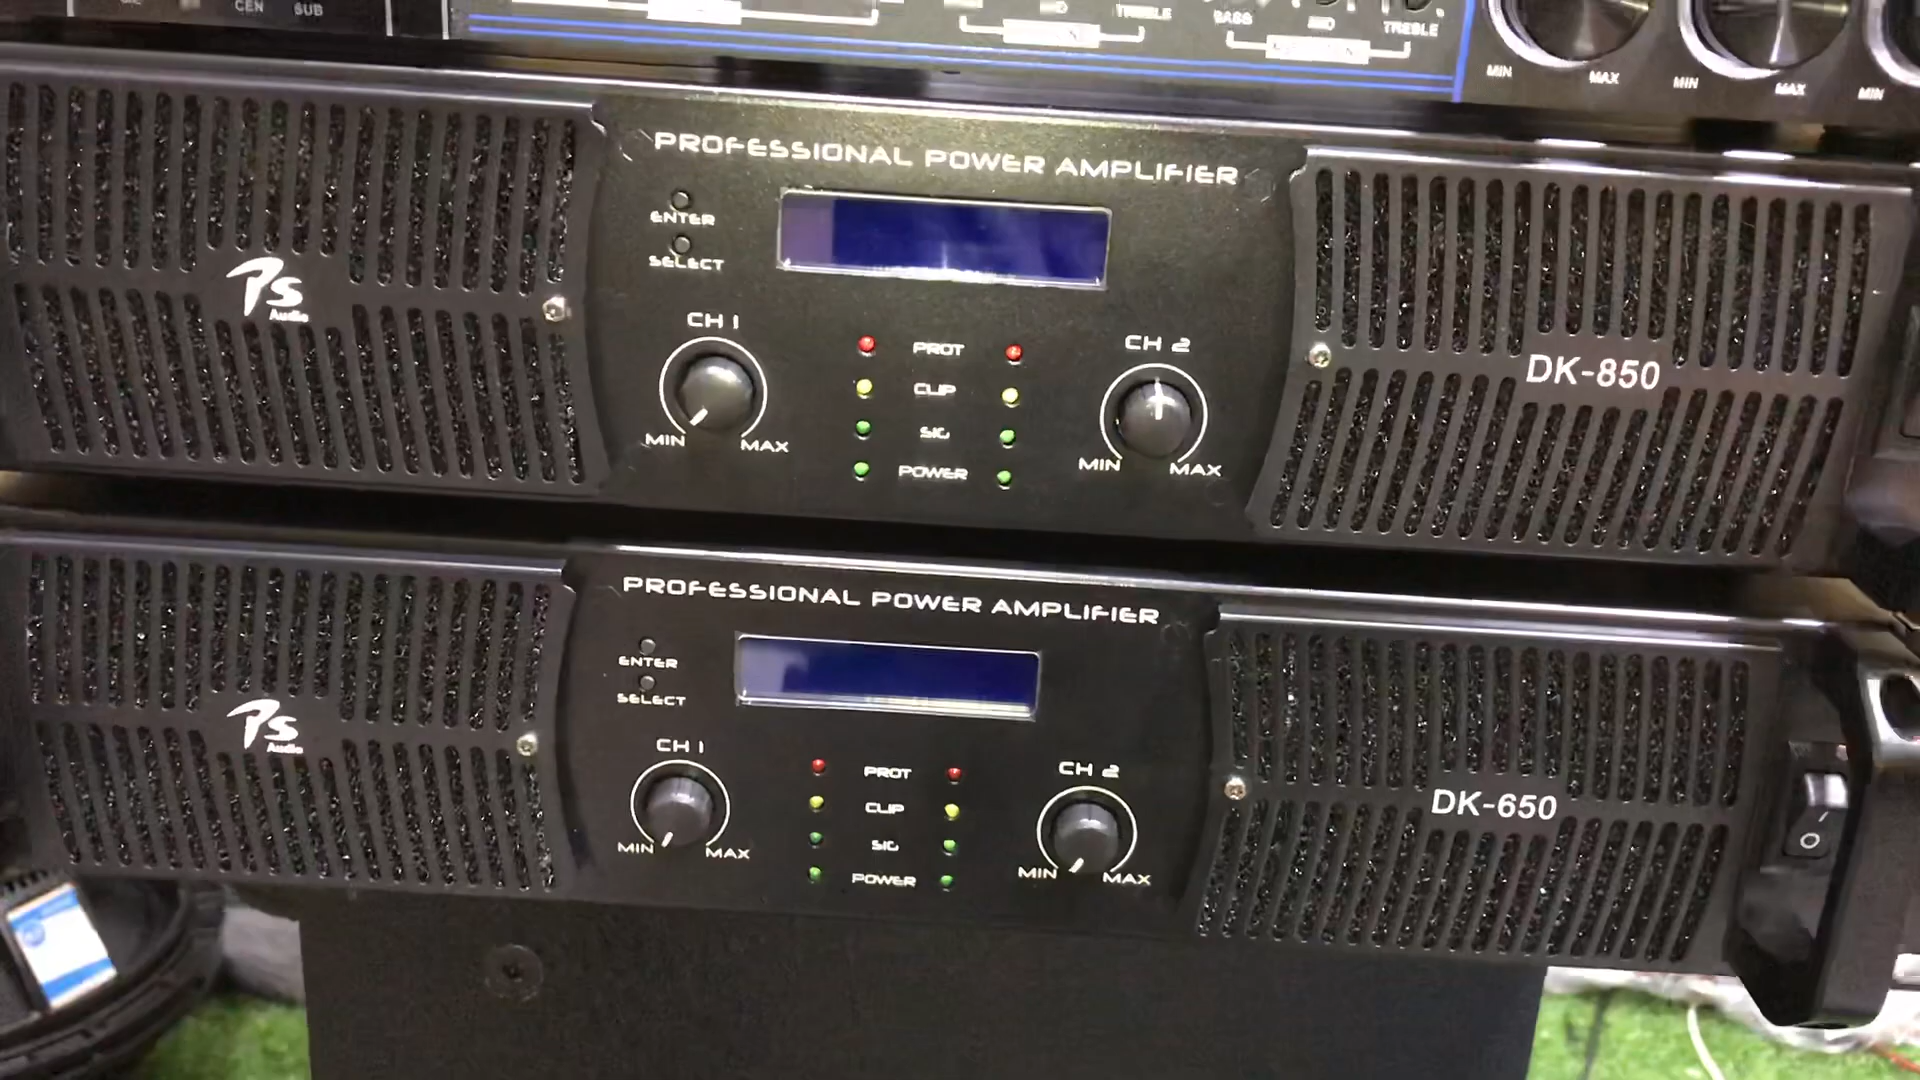 CEN SUB
TREBLE BASS MID TREBLE
MIN MAX MIN MAX MIN
PROFESSIONAL POWER AMPLIFIER
ENTER
SELECT
PS
Audio
CH 1
MIN MAX
PROT
CLIP
SIG
POWER
CH 2
MIN MAX
DK-850
PROFESSIONAL POWER AMPLIFIER
ENTER
SELECT
PS
Audio
CH 1
MIN MAX
PROT
CLIP
SIG
POWER
CH 2
MIN MAX
DK-650